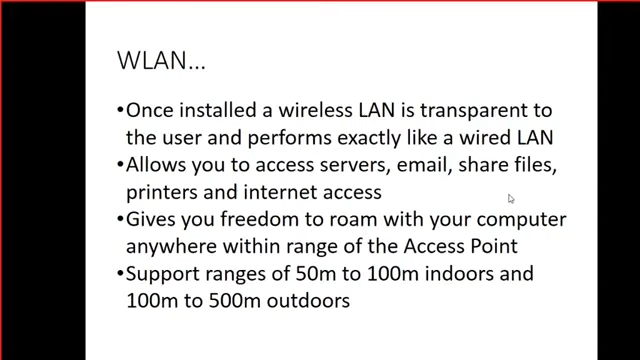 WLAN...
•Once installed a wireless LAN is transparent to
the user and performs exactly like a wired LAN
•Allows you to access servers, email, share files,
printers and internet access
•Gives you freedom to roam with your computer
anywhere within range of the Access Point
•Support ranges of 50m to 100m indoors and
100m to 500m outdoors